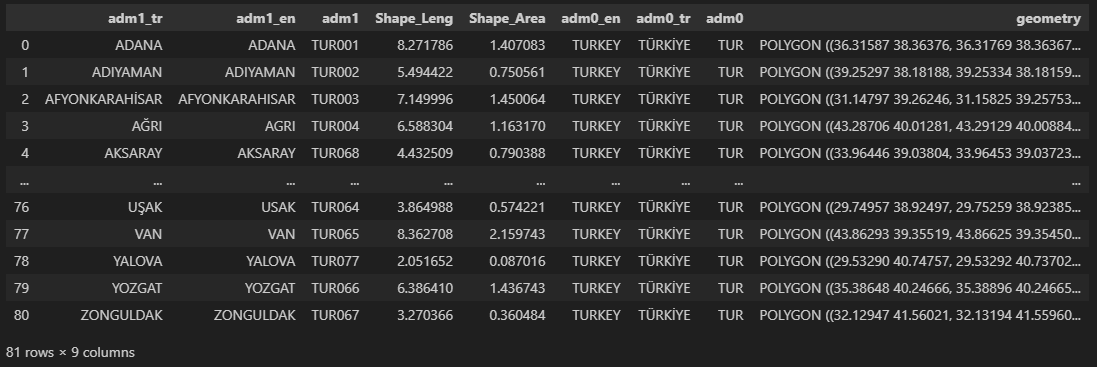 adm1_tr adm1_en adm1 Shape_Leng Shape_Area adm0_en adm0_tr adm0 geometry
0 ADANA ADANA TUR001 8.271786 1.407083 TURKEY TÜRKİYE TUR POLYGON ((36.31587 38.36376, 36.31769 38.36367...
1 ADIYAMAN ADIYAMAN TUR002 5.494422 0.750561 TURKEY TÜRKİYE TUR POLYGON ((39.25297 38.18188, 39.25334 38.18159...
2 AFYONKARAHİSAR AFYONKARAHISAR TUR003 7.149996 1.450064 TURKEY TÜRKİYE TUR POLYGON ((31.14797 39.26246, 31.15825 39.25753...
3 AĞRI AGRI TUR004 6.588304 1.163170 TURKEY TÜRKİYE TUR POLYGON ((43.28706 40.01281, 43.29129 40.00884...
4 AKSARAY AKSARAY TUR068 4.432509 0.790388 TURKEY TÜRKİYE TUR POLYGON ((33.96446 39.03804, 33.96453 39.03723...
... ... ... ... ... ... ... ... ... ...
76 UŞAK USAK TUR064 3.864988 0.574221 TURKEY TÜRKİYE TUR POLYGON ((29.74957 38.92497, 29.75259 38.92385...
77 VAN VAN TUR065 8.362708 2.159743 TURKEY TÜRKİYE TUR POLYGON ((43.86293 39.35519, 43.86625 39.35450...
78 YALOVA YALOVA TUR077 2.051652 0.087016 TURKEY TÜRKİYE TUR POLYGON ((29.53290 40.74757, 29.53292 40.73702...
79 YOZGAT YOZGAT TUR066 6.386410 1.436743 TURKEY TÜRKİYE TUR POLYGON ((35.38648 40.24666, 35.38896 40.24665...
80 ZONGULDAK ZONGULDAK TUR067 3.270366 0.360484 TURKEY TÜRKİYE TUR POLYGON ((32.12947 41.56021, 32.13194 41.55960...
81 rows × 9 columns